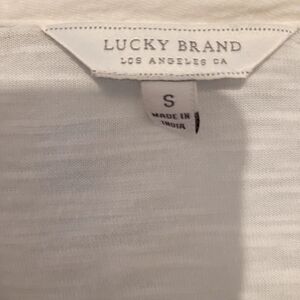 LUCKY BRAND
LOS ANGELES CA
S
MADE IN
INDIA